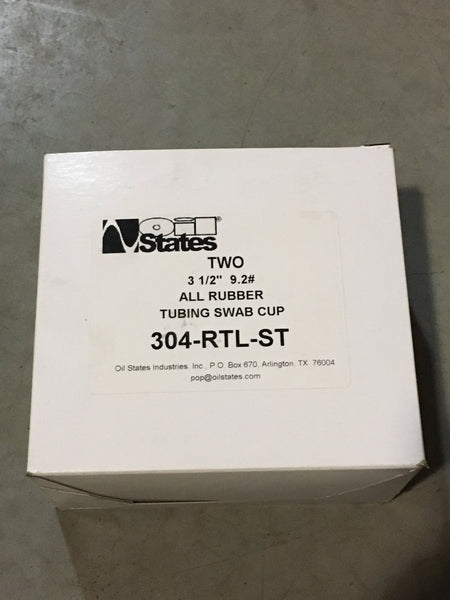 Oil®
States
TWO
3 1/2" 9.2#
ALL RUBBER
TUBING SWAB CUP
304-RTL-ST
Oil States Industries, Inc., P.O. Box 670, Arlington, TX 76004
pop@oilstates.com